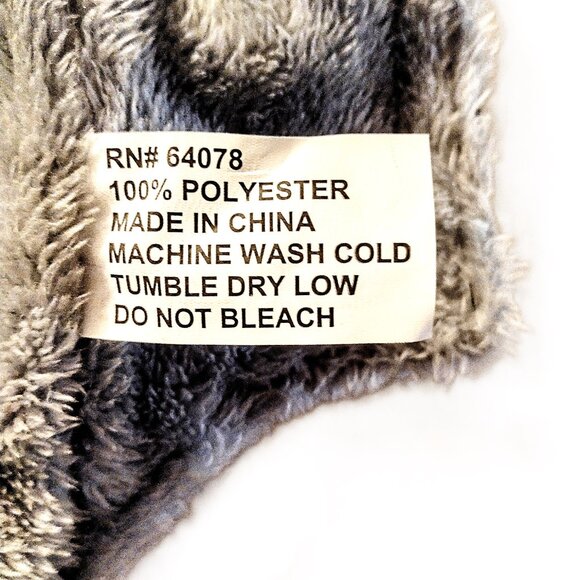 RN# 64078
100% POLYESTER
MADE IN CHINA
MACHINE WASH COLD
TUMBLE DRY LOW
DO NOT BLEACH